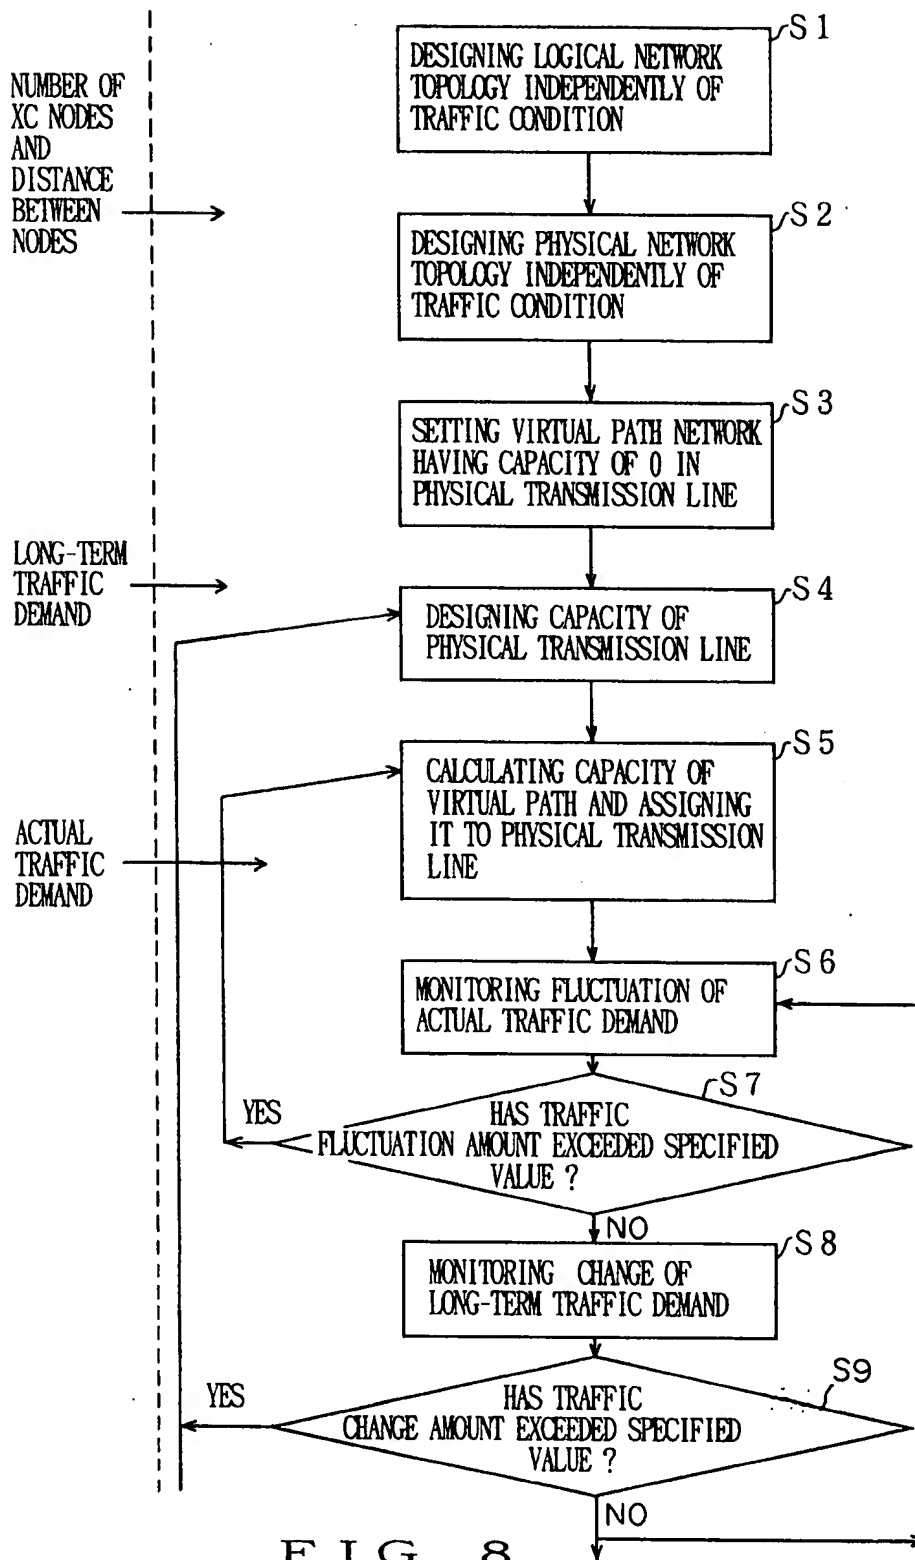 S1
DESIGNING LOGICAL NETWORK
TOPOLOGY INDEPENDENTLY OF
TRAFFIC CONDITION
NUMBER OF
XC NODES
AND
DISTANCE
BETWEEN
NODES
S2
DESIGNING PHYSICAL NETWORK
TOPOLOGY INDEPENDENTLY OF
TRAFFIC CONDITION
S3
SETTING VIRTUAL PATH NETWORK
HAVING CAPACITY OF 0 IN
PHYSICAL TRANSMISSION LINE
LONG-TERM
TRAFFIC
DEMAND
S4
DESIGNING CAPACITY OF
PHYSICAL TRANSMISSION LINE
S5
CALCULATING CAPACITY OF
VIRTUAL PATH AND ASSIGNING
IT TO PHYSICAL TRANSMISSION
LINE
ACTUAL
TRAFFIC
DEMAND
S6
MONITORING FLUCTUATION OF
ACTUAL TRAFFIC DEMAND
S7
HAS TRAFFIC
FLUCTUATION AMOUNT EXCEEDED SPECIFIED
VALUE ?
YES
NO
S8
MONITORING CHANGE OF
LONG-TERM TRAFFIC DEMAND
S9
HAS TRAFFIC
CHANGE AMOUNT EXCEEDED SPECIFIED
VALUE ?
YES
NO
FIG. 8